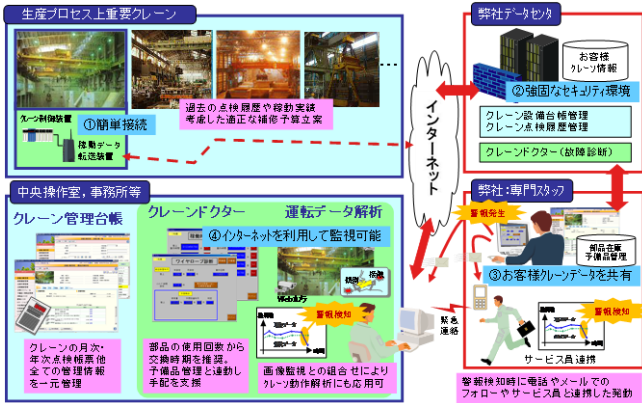 生産プロセス上重要クレーン
クレーン制御装置
①簡単接続
稼動データ
転送装置
過去の点検履歴や稼動実績
考慮した適正な補修予算立案
インターネット
弊社データセンタ
お客様
クレーン情報
②強固なセキュリティ環境
クレーン設備台帳管理
クレーン点検履歴管理
クレーンドクター(故障診断)
中央操作室,事務所等
クレーン管理台帳
クレーンの月次・
年次点検帳票他
全ての管理情報
を一元管理
クレーンドクター
運転データ解析
④インターネットを利用して監視可能
ワイヤロープ診断
Webカメラ
警報検知
部品の使用回数から
交換時期を推奨。
予備品管理と連動し
手配を支援
画像監視との組合せにより
クレーン動作解析にも応用可
弊社:専門スタッフ
警報発生
部品在庫
予備品管理
③お客様クレーンデータを共有
緊急
連絡
警報検知
サービス員連携
警報検知時に電話やメールでの
フォローやサービス員と連携した発動